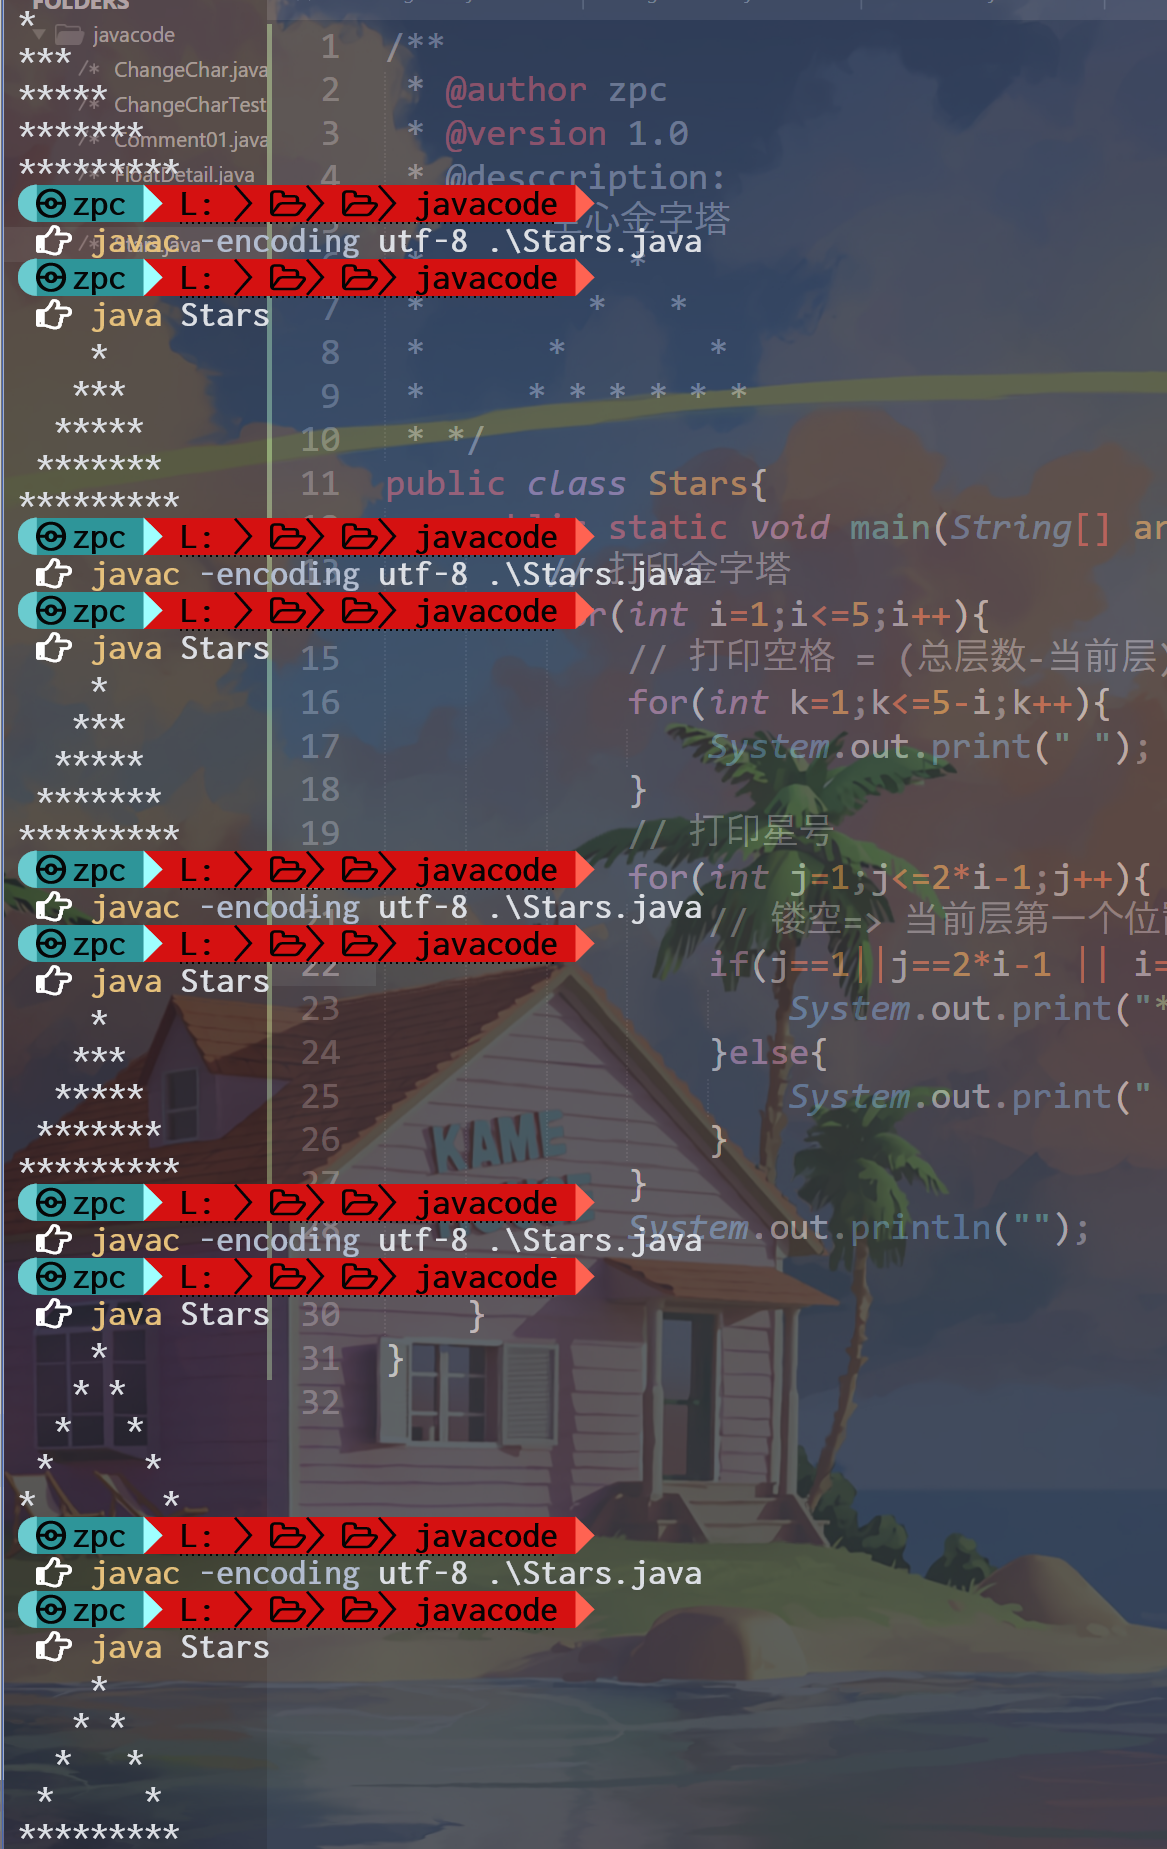 FOLDERS
*
javacode
***
ChangeChar.java
*****
ChangeCharTest
*******
Comment01.java
*********
FloatDetail.java
zpc L: javacode
javac -encoding utf-8 .\Stars.java
zpc L: javacode
java Stars
    *
   ***
  *****
 *******
*********
zpc L: javacode
javac -encoding utf-8 .\Stars.java
zpc L: javacode
java Stars
    *
   ***
  *****
 *******
*********
zpc L: javacode
javac -encoding utf-8 .\Stars.java
zpc L: javacode
java Stars
    *
   ***
  *****
 *******
*********
zpc L: javacode
javac -encoding utf-8 .\Stars.java
zpc L: javacode
java Stars
    *
   * *
  *   *
 *     *
*       *
zpc L: javacode
javac -encoding utf-8 .\Stars.java
zpc L: javacode
java Stars
    *
   * *
  *   *
 *     *
*********
1 /**
2 * @author zpc
3 * @version 1.0
4 * @desccription:
空心金字塔
* *
7 * * *
8 * * *
9 * * * * * * *
10 * */
11 public class Stars{
static void main(String[] ar
// 打印金字塔
r(int i=1;i<=5;i++){
15 // 打印空格 = (总层数-当前层)
16 for(int k=1;k<=5-i;k++){
17 System.out.print(" ");
18 }
19 // 打印星号
for(int j=1;j<=2*i-1;j++){
// 镂空=> 当前层第一个位
22 if(j==1||j==2*i-1 || i=
23 System.out.print("*
24 }else{
25 System.out.print("
26 }
27 }
28 System.out.println("");
30 }
31 }
32
KAME